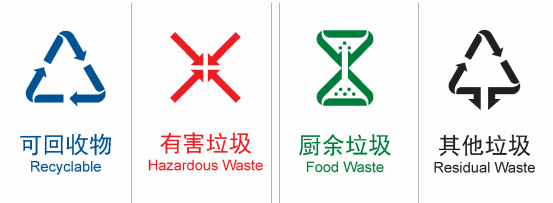 可回收物
Recyclable
有害垃圾
Hazardous Waste
厨余垃圾
Food Waste
其他垃圾
Residual Waste